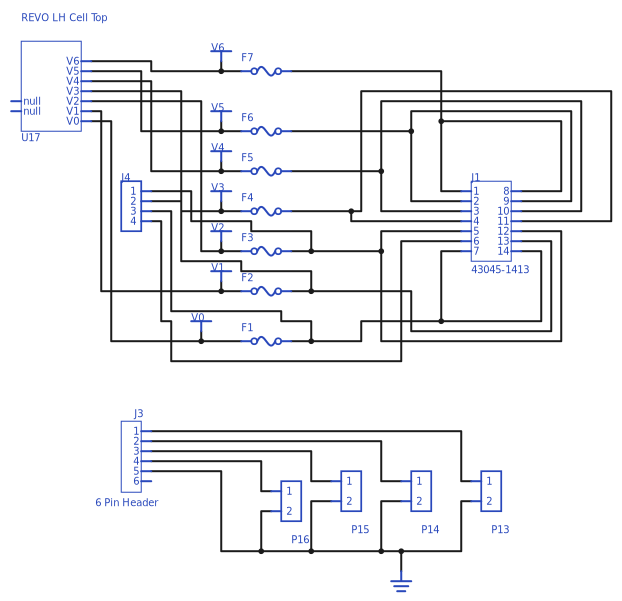 REVO LH Cell Top
V6
V5
V4
V3
V2
V1
V0
null
null
U17
V6
F7
V5
F6
V4
F5
V3
F4
V2
F3
V1
F2
V0
F1
J4
1
2
3
4
J1
1 8
2 9
3 10
4 11
5 12
6 13
7 14
43045-1413
J3
1
2
3
4
5
6
6 Pin Header
1
2
P16
1
2
P15
1
2
P14
1
2
P13